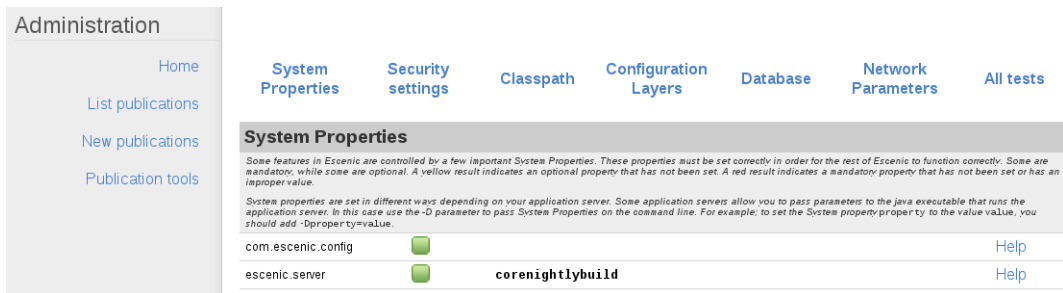 Administration
Home
List publications
New publications
Publication tools
System Properties
Security settings
Classpath
Configuration Layers
Database
Network Parameters
All tests
System Properties
Some features in Escenic are controlled by a few important System Properties. These properties must be set correctly in order for the rest of Escenic to function correctly. Some are
mandatory, while some are optional. A yellow result indicates an optional property that has not been set. A red result indicates a mandatory property that has not been set or has an
improper value.
System properties are set in different ways depending on your application server. Some application servers allow you to pass parameters to the java executable that runs the
application server. In this case use the -D parameter to pass System Properties on the command line. For example; to set the System property property to the value value, you
should add -Dproperty=value.
com.escenic.config Help
escenic.server corenightlybuild Help